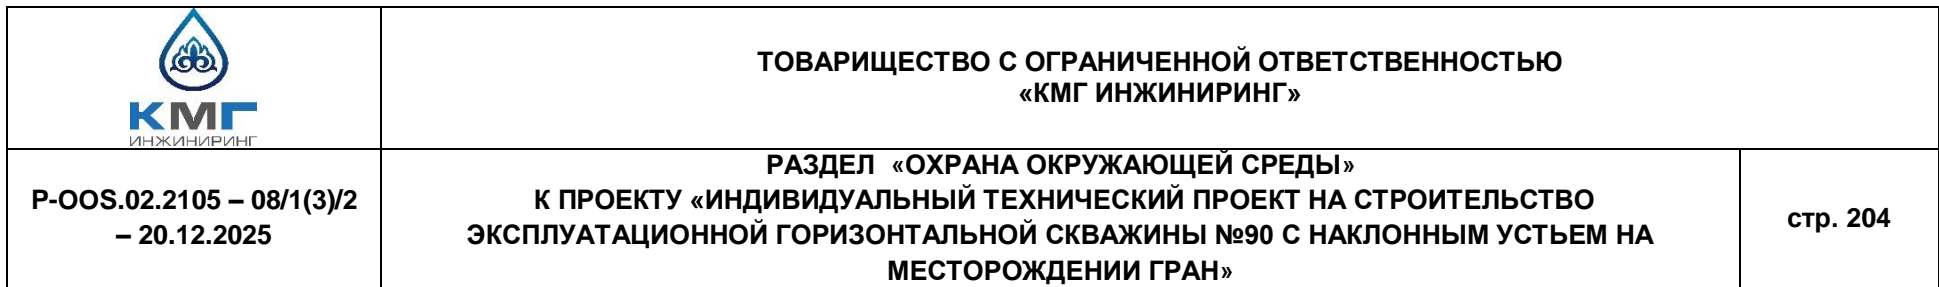 КМГ
ИНЖИНИРИНГ
ТОВАРИЩЕСТВО С ОГРАНИЧЕННОЙ ОТВЕТСТВЕННОСТЬЮ
«КМГ ИНЖИНИРИНГ»
P-OOS.02.2105 – 08/1(3)/2
– 20.12.2025
РАЗДЕЛ «ОХРАНА ОКРУЖАЮЩЕЙ СРЕДЫ»
К ПРОЕКТУ «ИНДИВИДУАЛЬНЫЙ ТЕХНИЧЕСКИЙ ПРОЕКТ НА СТРОИТЕЛЬСТВО
ЭКСПЛУАТАЦИОННОЙ ГОРИЗОНТАЛЬНОЙ СКВАЖИНЫ №90 С НАКЛОННЫМ УСТЬЕМ НА
МЕСТОРОЖДЕНИИ ГРАН»
стр. 204